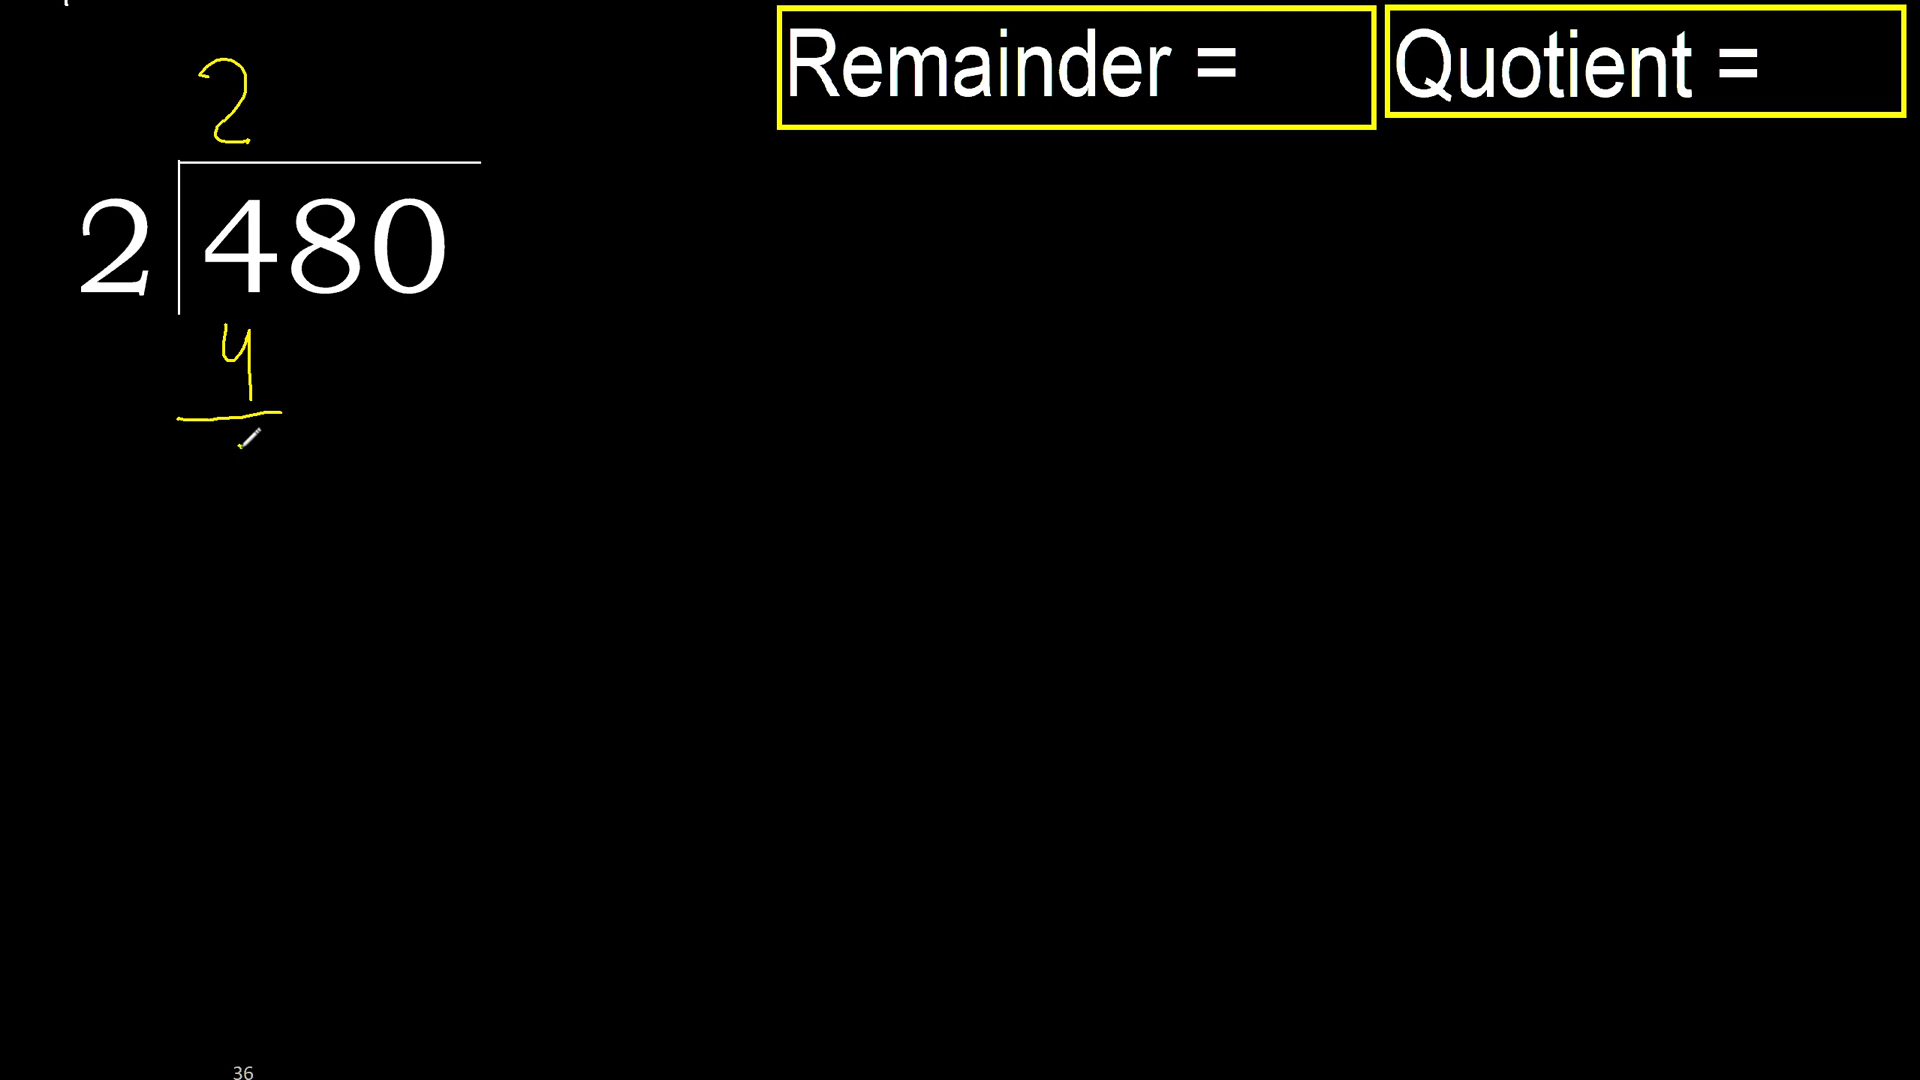 Remainder =
Quotient =
2
2 480
4
36